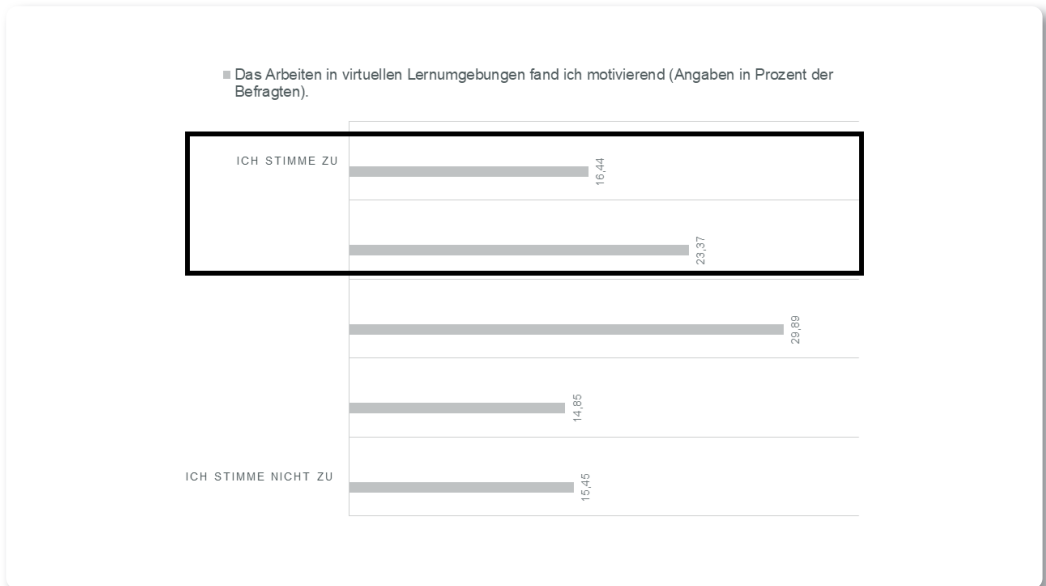 Das Arbeiten in virtuellen Lernumgebungen fand ich motivierend (Angaben in Prozent der
Befragten).
ICH STIMME ZU
16,44
23,37
29,89
14,85
ICH STIMME NICHT ZU
15,45